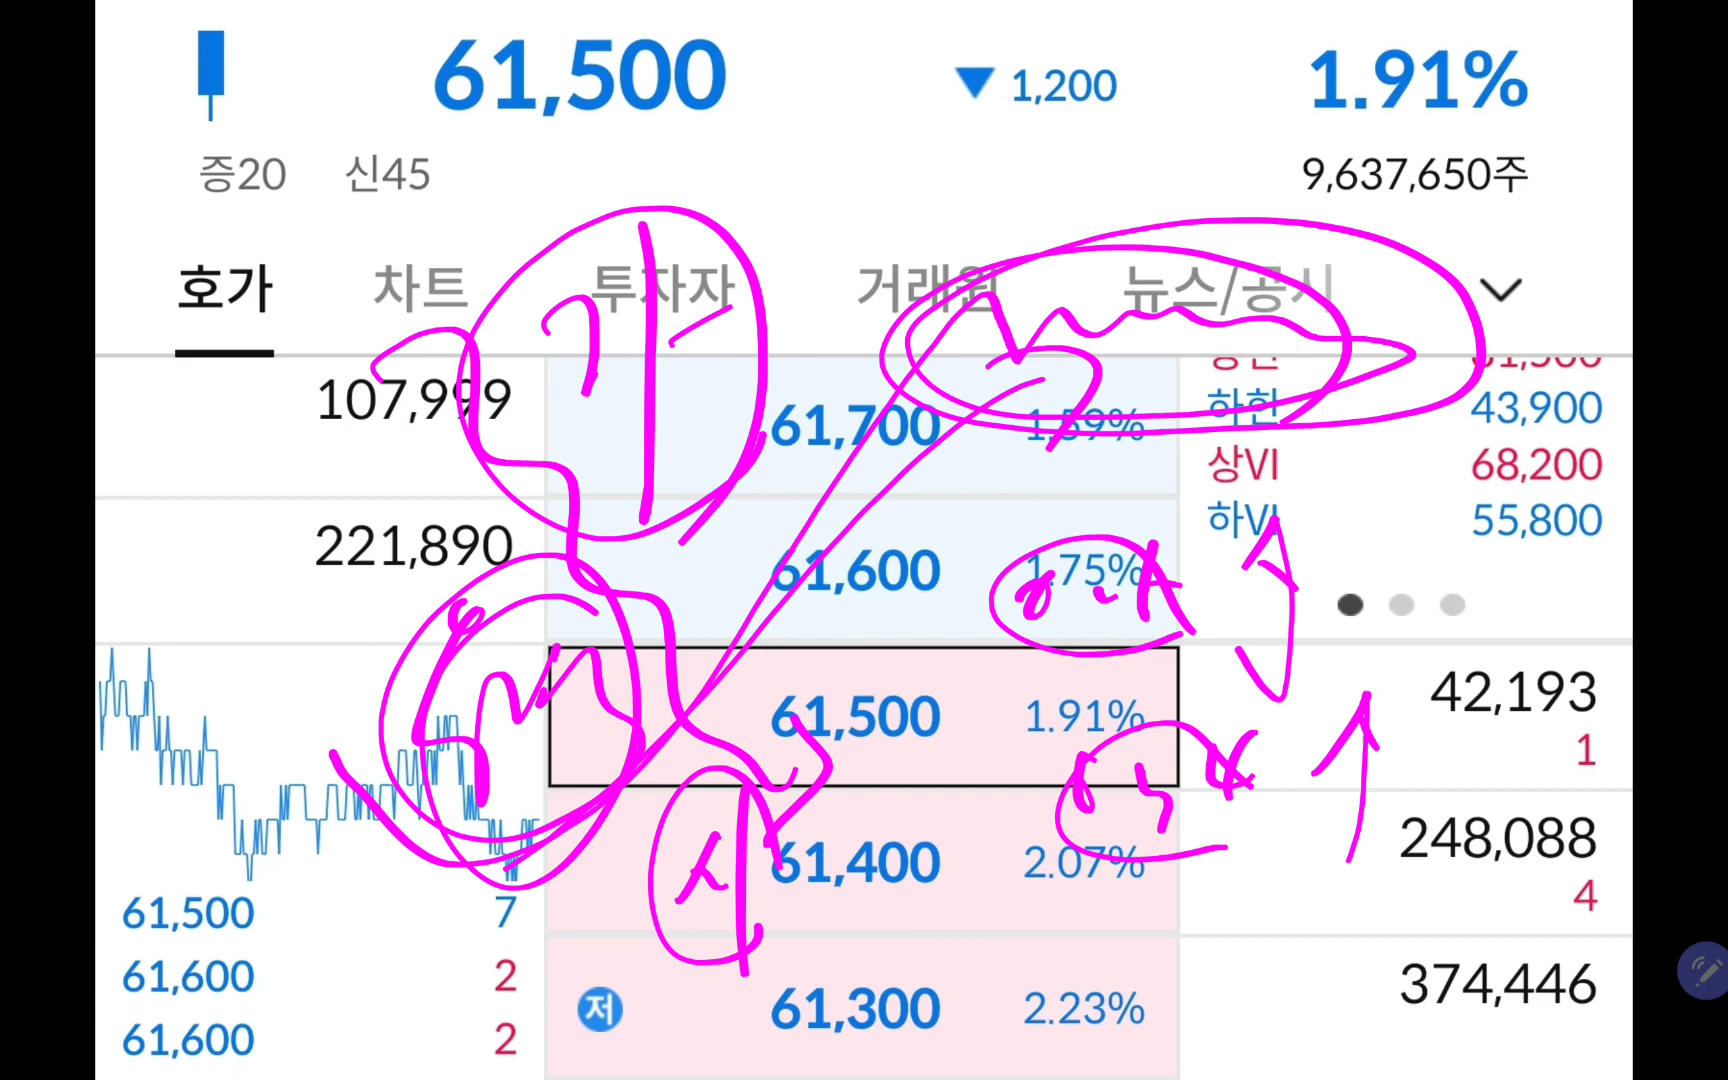 61,500 ▼ 1,200 1.91%
증20 신45 9,637,650주
호가 차트 투자자 거래원 뉴스/공시
107,999 61,700 1.59%
하한 43,900
상VI 68,200
하VI 55,800
221,890 61,600 1.75%
61,500 1.91% 42,193
1
61,400 2.07% 248,088
4
61,500 7
61,600 2
61,600 2
저 61,300 2.23% 374,446